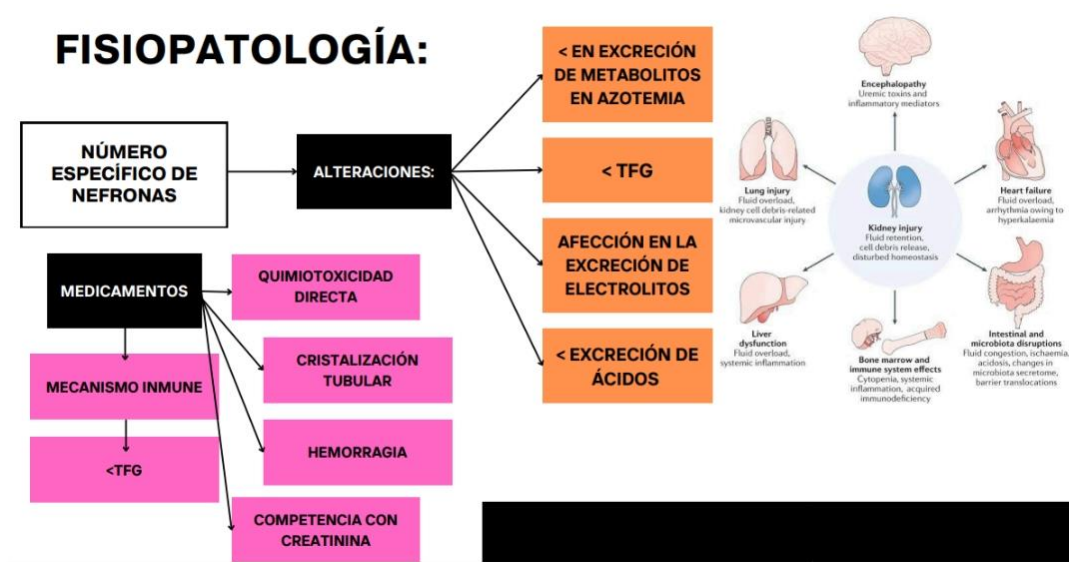 FISIOPATOLOGÍA:
NÚMERO
ESPECÍFICO DE
NEFRONAS
ALTERACIONES:
< EN EXCRECIÓN
DE METABOLITOS
EN AZOTEMIA
< TFG
AFECCIÓN EN LA
EXCRECIÓN DE
ELECTROLITOS
< EXCRECIÓN DE
ÁCIDOS
MEDICAMENTOS
MECANISMO INMUNE
<TFG
QUIMIOTOXICIDAD
DIRECTA
CRISTALIZACIÓN
TUBULAR
HEMORRAGIA
COMPETENCIA CON
CREATININA
Encephalopathy
Uremic toxins and
inflammatory mediators
Lung injury
Fluid overload,
kidney cell debris-related
microvascular injury
Heart failure
Fluid overload,
arrhythmia owing to
hyperkalaemia
Kidney injury
Fluid retention,
cell debris release,
disturbed homeostasis
Liver
dysfunction
Fluid overload,
systemic inflammation
Bone marrow and
immune system effects
Cytopenia, systemic
inflammation, acquired
immunodeficiency
Intestinal and
microbiota disruptions
Fluid congestion, ischaemia,
acidosis, changes in
microbiota secretome,
barrier translocations